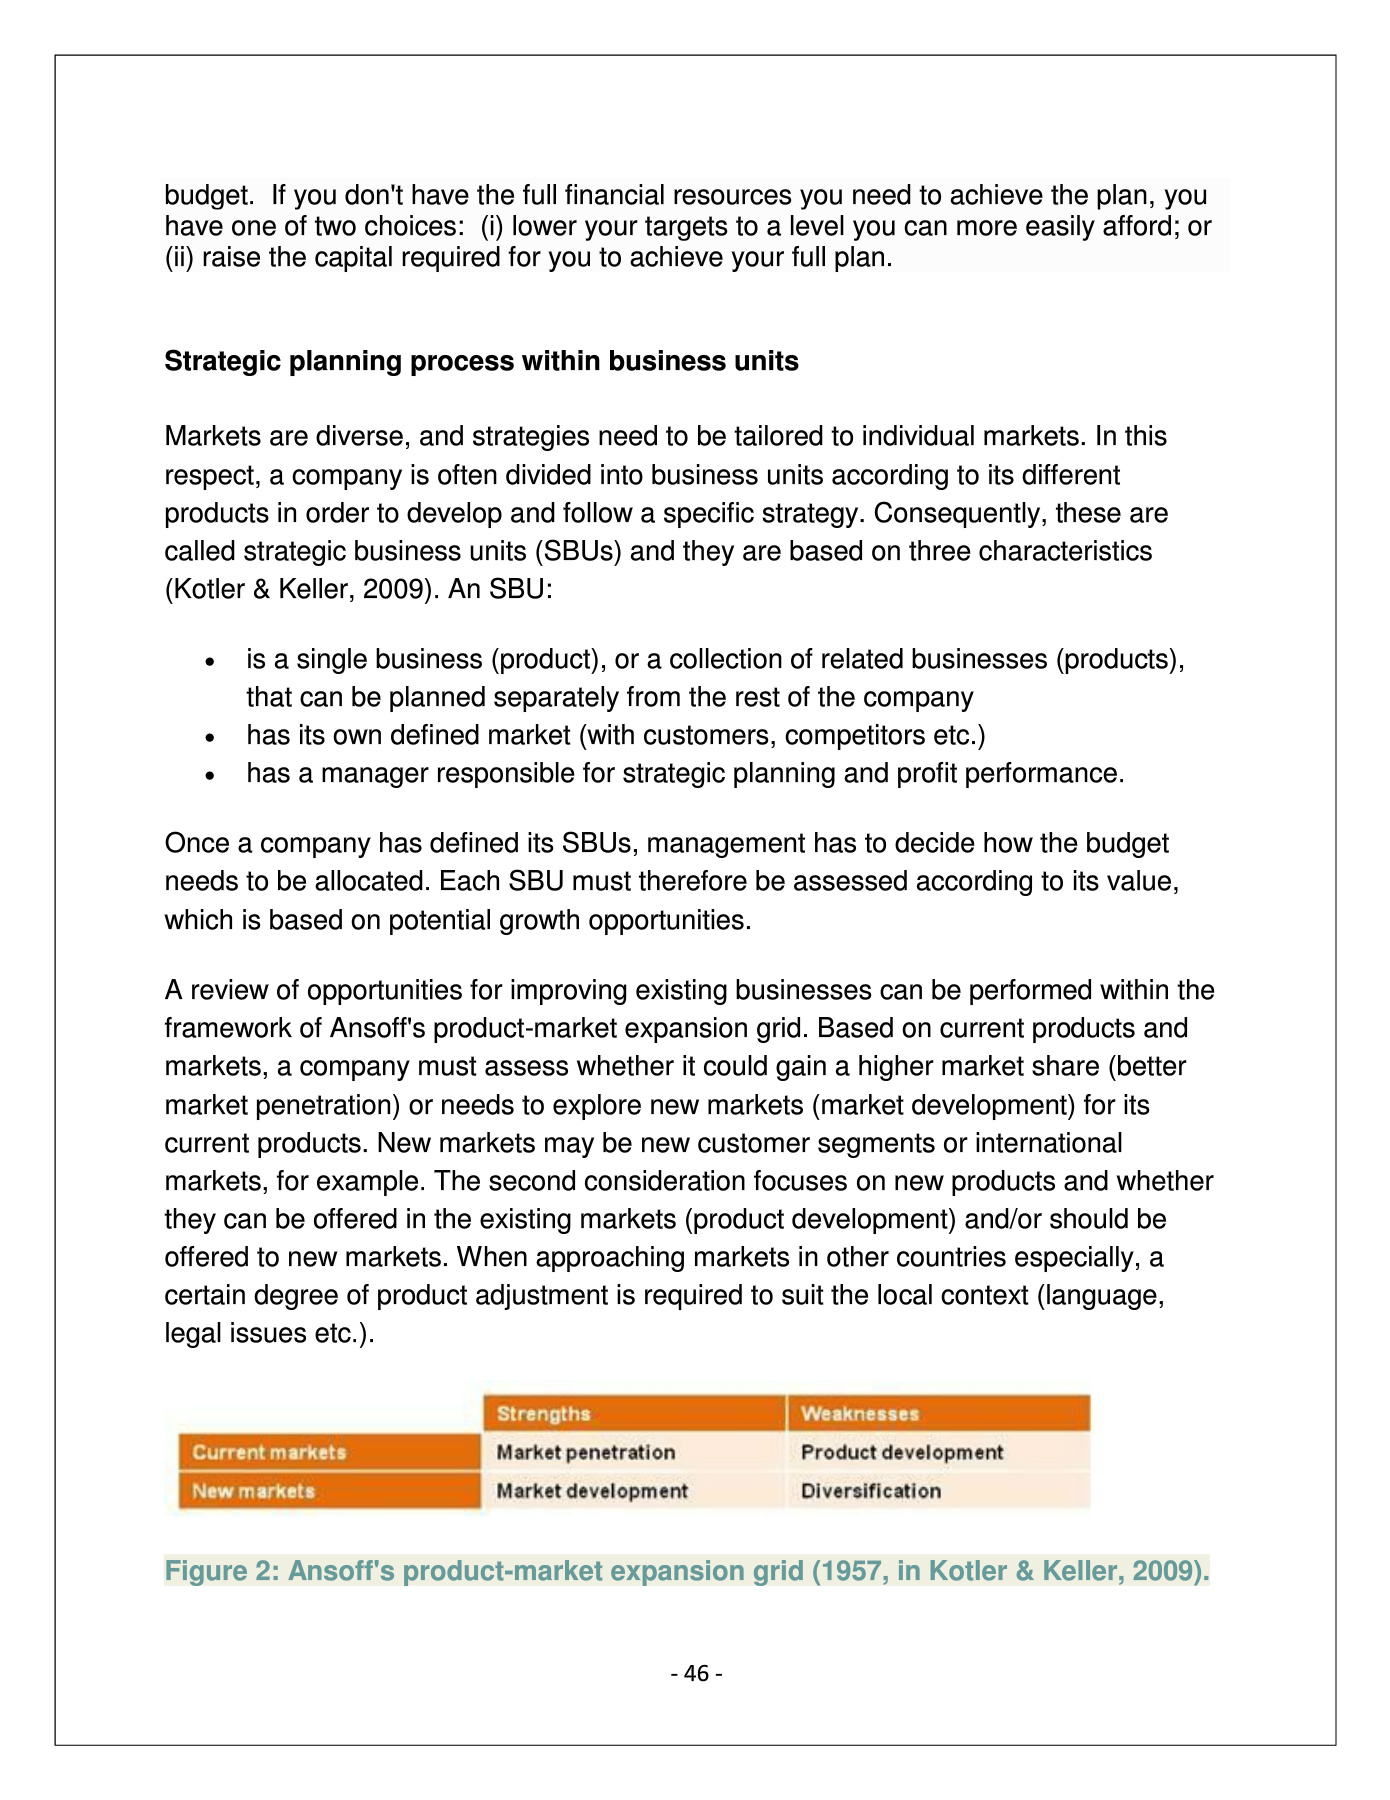 budget.  If you don't have the full financial resources you need to achieve the plan, you
have one of two choices:  (i) lower your targets to a level you can more easily afford; or
(ii) raise the capital required for you to achieve your full plan.
Strategic planning process within business units
Markets are diverse, and strategies need to be tailored to individual markets. In this
respect, a company is often divided into business units according to its different
products in order to develop and follow a specific strategy. Consequently, these are
called strategic business units (SBUs) and they are based on three characteristics
(Kotler & Keller, 2009). An SBU:
• is a single business (product), or a collection of related businesses (products),
that can be planned separately from the rest of the company
• has its own defined market (with customers, competitors etc.)
• has a manager responsible for strategic planning and profit performance.
Once a company has defined its SBUs, management has to decide how the budget
needs to be allocated. Each SBU must therefore be assessed according to its value,
which is based on potential growth opportunities.
A review of opportunities for improving existing businesses can be performed within the
framework of Ansoff's product-market expansion grid. Based on current products and
markets, a company must assess whether it could gain a higher market share (better
market penetration) or needs to explore new markets (market development) for its
current products. New markets may be new customer segments or international
markets, for example. The second consideration focuses on new products and whether
they can be offered in the existing markets (product development) and/or should be
offered to new markets. When approaching markets in other countries especially, a
certain degree of product adjustment is required to suit the local context (language,
legal issues etc.).
Strengths Weaknesses
Current markets Market penetration Product development
New markets Market development Diversification
Figure 2: Ansoff's product-market expansion grid (1957, in Kotler & Keller, 2009).
- 46 -